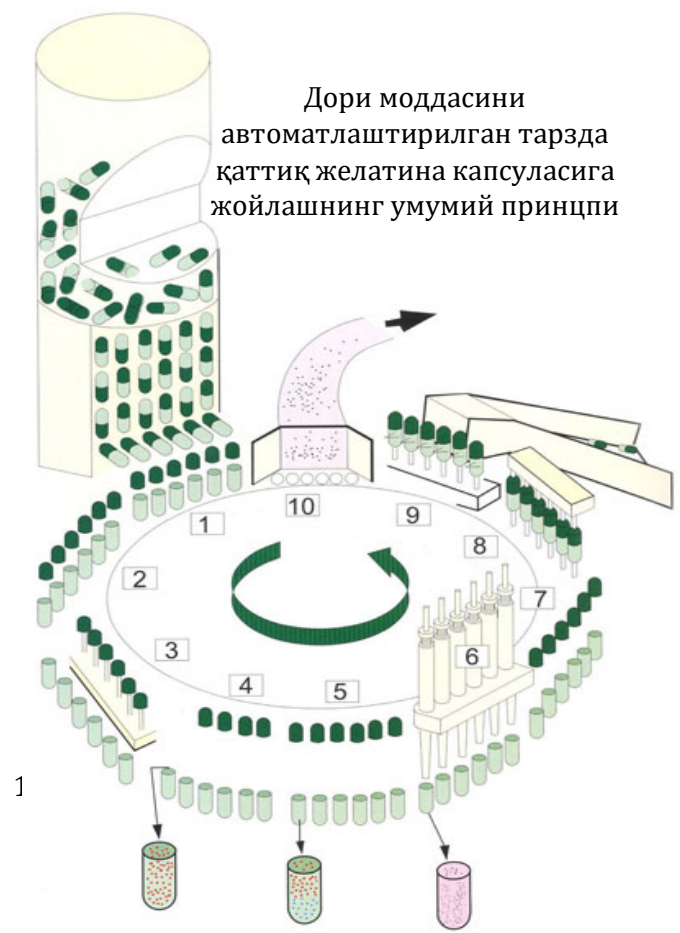 Дори моддасини
автоматлаштирилган тарзда
қаттиқ желатина капсуласига
жойлашнинг умумий принцпи
10
1
9
8
2
7
3
6
4
5
1